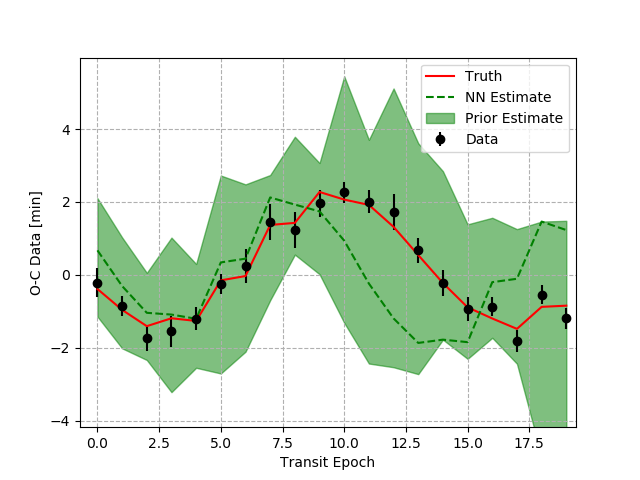 Truth
NN Estimate
Prior Estimate
Data
O-C Data [min]
4
2
0
−2
−4
0.0 2.5 5.0 7.5 10.0 12.5 15.0 17.5
Transit Epoch